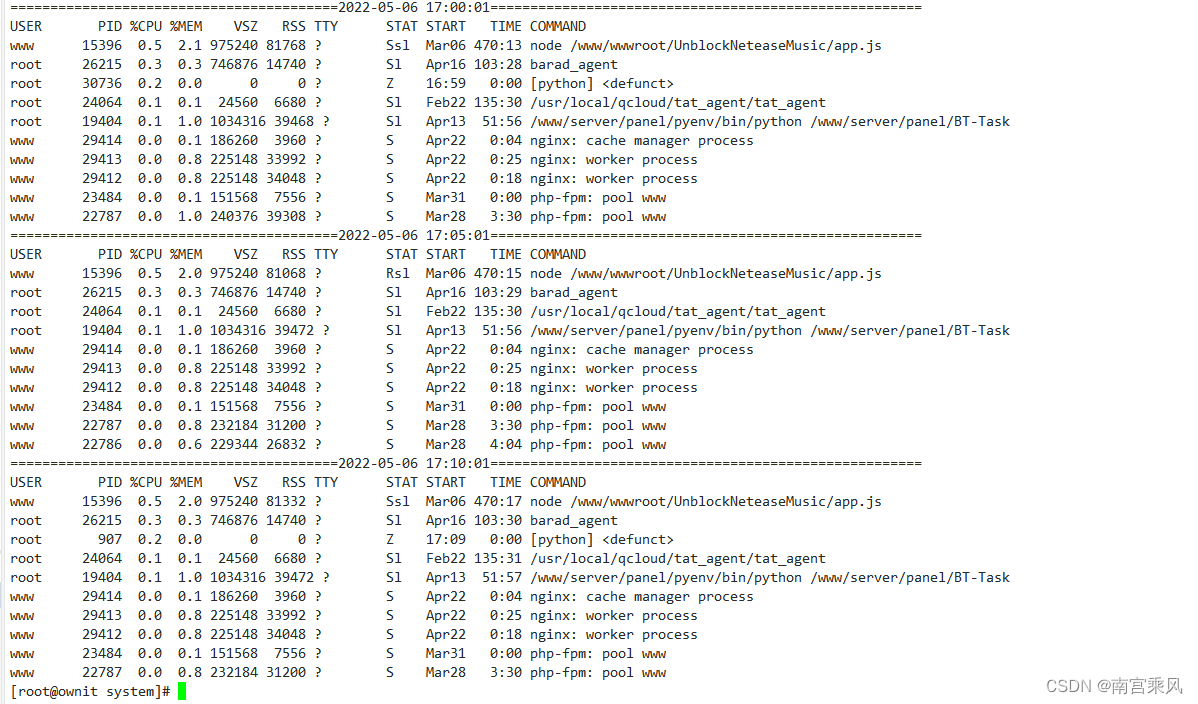 =========================================2022-05-06 17:00:01======================================================
USER       PID %CPU %MEM    VSZ   RSS TTY      STAT START   TIME COMMAND
www      15396  0.5  2.1 975240 81768 ?        Ssl  Mar06 470:13 node /www/wwwroot/UnblockNeteaseMusic/app.js
root     26215  0.3  0.3 746876 14740 ?        Sl   Apr16 103:28 barad_agent
root     30736  0.2  0.0      0     0 ?        Z    16:59   0:00 [python] <defunct>
root     24064  0.1  0.1  24560  6680 ?        Sl   Feb22 135:30 /usr/local/qcloud/tat_agent/tat_agent
root     19404  0.1  1.0 1034316 39468 ?       Sl   Apr13  51:56 /www/server/panel/pyenv/bin/python /www/server/panel/BT-Task
www      29414  0.0  0.1 186260  3960 ?        S    Apr22   0:04 nginx: cache manager process
www      29413  0.0  0.8 225148 33992 ?        S    Apr22   0:25 nginx: worker process
www      29412  0.0  0.8 225148 34048 ?        S    Apr22   0:18 nginx: worker process
www      23484  0.0  0.1 151568  7556 ?        S    Mar31   0:00 php-fpm: pool www
www      22787  0.0  1.0 240376 39308 ?        S    Mar28   3:30 php-fpm: pool www
=========================================2022-05-06 17:05:01======================================================
USER       PID %CPU %MEM    VSZ   RSS TTY      STAT START   TIME COMMAND
www      15396  0.5  2.0 975240 81068 ?        Rsl  Mar06 470:15 node /www/wwwroot/UnblockNeteaseMusic/app.js
root     26215  0.3  0.3 746876 14740 ?        Sl   Apr16 103:29 barad_agent
root     24064  0.1  0.1  24560  6680 ?        Sl   Feb22 135:30 /usr/local/qcloud/tat_agent/tat_agent
root     19404  0.1  1.0 1034316 39472 ?       Sl   Apr13  51:56 /www/server/panel/pyenv/bin/python /www/server/panel/BT-Task
www      29414  0.0  0.1 186260  3960 ?        S    Apr22   0:04 nginx: cache manager process
www      29413  0.0  0.8 225148 33992 ?        S    Apr22   0:25 nginx: worker process
www      29412  0.0  0.8 225148 34048 ?        S    Apr22   0:18 nginx: worker process
www      23484  0.0  0.1 151568  7556 ?        S    Mar31   0:00 php-fpm: pool www
www      22787  0.0  0.8 232184 31200 ?        S    Mar28   3:30 php-fpm: pool www
www      22786  0.0  0.6 229344 26832 ?        S    Mar28   4:04 php-fpm: pool www
=========================================2022-05-06 17:10:01======================================================
USER       PID %CPU %MEM    VSZ   RSS TTY      STAT START   TIME COMMAND
www      15396  0.5  2.0 975240 81332 ?        Ssl  Mar06 470:17 node /www/wwwroot/UnblockNeteaseMusic/app.js
root     26215  0.3  0.3 746876 14740 ?        Sl   Apr16 103:30 barad_agent
root       907  0.2  0.0      0     0 ?        Z    17:09   0:00 [python] <defunct>
root     24064  0.1  0.1  24560  6680 ?        Sl   Feb22 135:31 /usr/local/qcloud/tat_agent/tat_agent
root     19404  0.1  1.0 1034316 39472 ?       Sl   Apr13  51:57 /www/server/panel/pyenv/bin/python /www/server/panel/BT-Task
www      29414  0.0  0.1 186260  3960 ?        S    Apr22   0:04 nginx: cache manager process
www      29413  0.0  0.8 225148 33992 ?        S    Apr22   0:25 nginx: worker process
www      29412  0.0  0.8 225148 34048 ?        S    Apr22   0:18 nginx: worker process
www      23484  0.0  0.1 151568  7556 ?        S    Mar31   0:00 php-fpm: pool www
www      22787  0.0  0.8 232184 31200 ?        S    Mar28   3:30 php-fpm: pool www
[root@ownit system]#
CSDN @南宫乘风